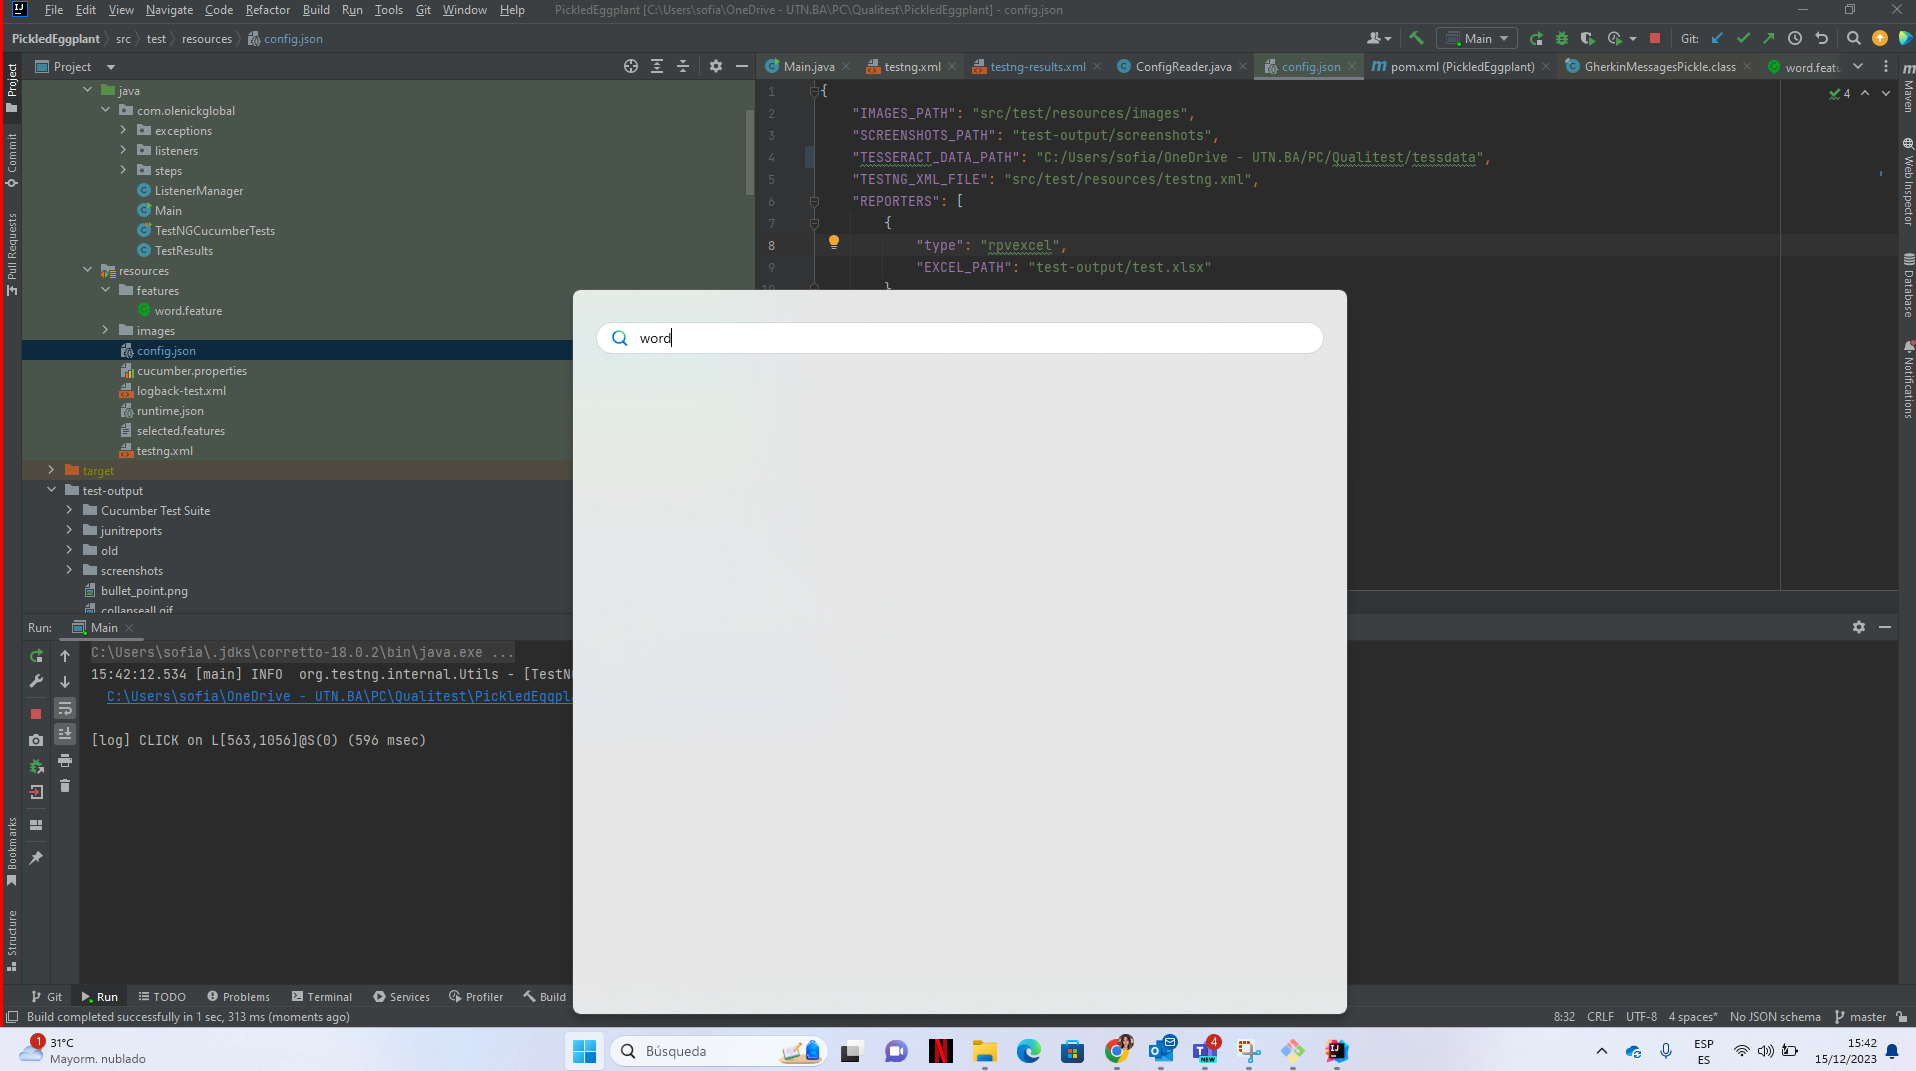 File Edit View Navigate Code Refactor Build Run Tools Git Window Help PickledEggplant [C:\Users\sofia\OneDrive - UTN.BA\PC\Qualitest\PickledEggplant] - config.json
PickledEggplant src test resources config.json Main Git:
Project Main.java testng.xml testng-results.xml ConfigReader.java config.json pom.xml (PickledEggplant) GherkinMessagesPickle.class word.featu
java
com.olenickglobal
exceptions
listeners
steps
ListenerManager
Main
TestNGCucumberTests
TestResults
resources
features
word.feature
images
config.json
cucumber.properties
logback-test.xml
runtime.json
selected.features
testng.xml
target
test-output
Cucumber Test Suite
junitreports
old
screenshots
bullet_point.png
collapseall.gif
1 {
2 "IMAGES_PATH": "src/test/resources/images",
3 "SCREENSHOTS_PATH": "test-output/screenshots",
4 "TESSERACT_DATA_PATH": "C:/Users/sofia/OneDrive - UTN.BA/PC/Qualitest/tessdata",
5 "TESTNG_XML_FILE": "src/test/resources/testng.xml",
6 "REPORTERS": [
7 {
8 "type": "rpvexcel",
9 "EXCEL_PATH": "test-output/test.xlsx"
10 }
4
word
Project
Commit
Pull Requests
Bookmarks
Structure
Maven
Web Inspector
Database
Notifications
Run: Main
C:\Users\sofia\.jdks\corretto-18.0.2\bin\java.exe ...
15:42:12.534 [main] INFO org.testng.internal.Utils - [TestN
C:\Users\sofia\OneDrive - UTN.BA\PC\Qualitest\PickledEggpl
[log] CLICK on L[563,1056]@S(0) (596 msec)
Git Run TODO Problems Terminal Services Profiler Build
Build completed successfully in 1 sec, 313 ms (moments ago) 8:32 CRLF UTF-8 4 spaces* No JSON schema master
1 31°C
Mayorm. nublado
Búsqueda
4
NEW
ESP
ES
15:42
15/12/2023